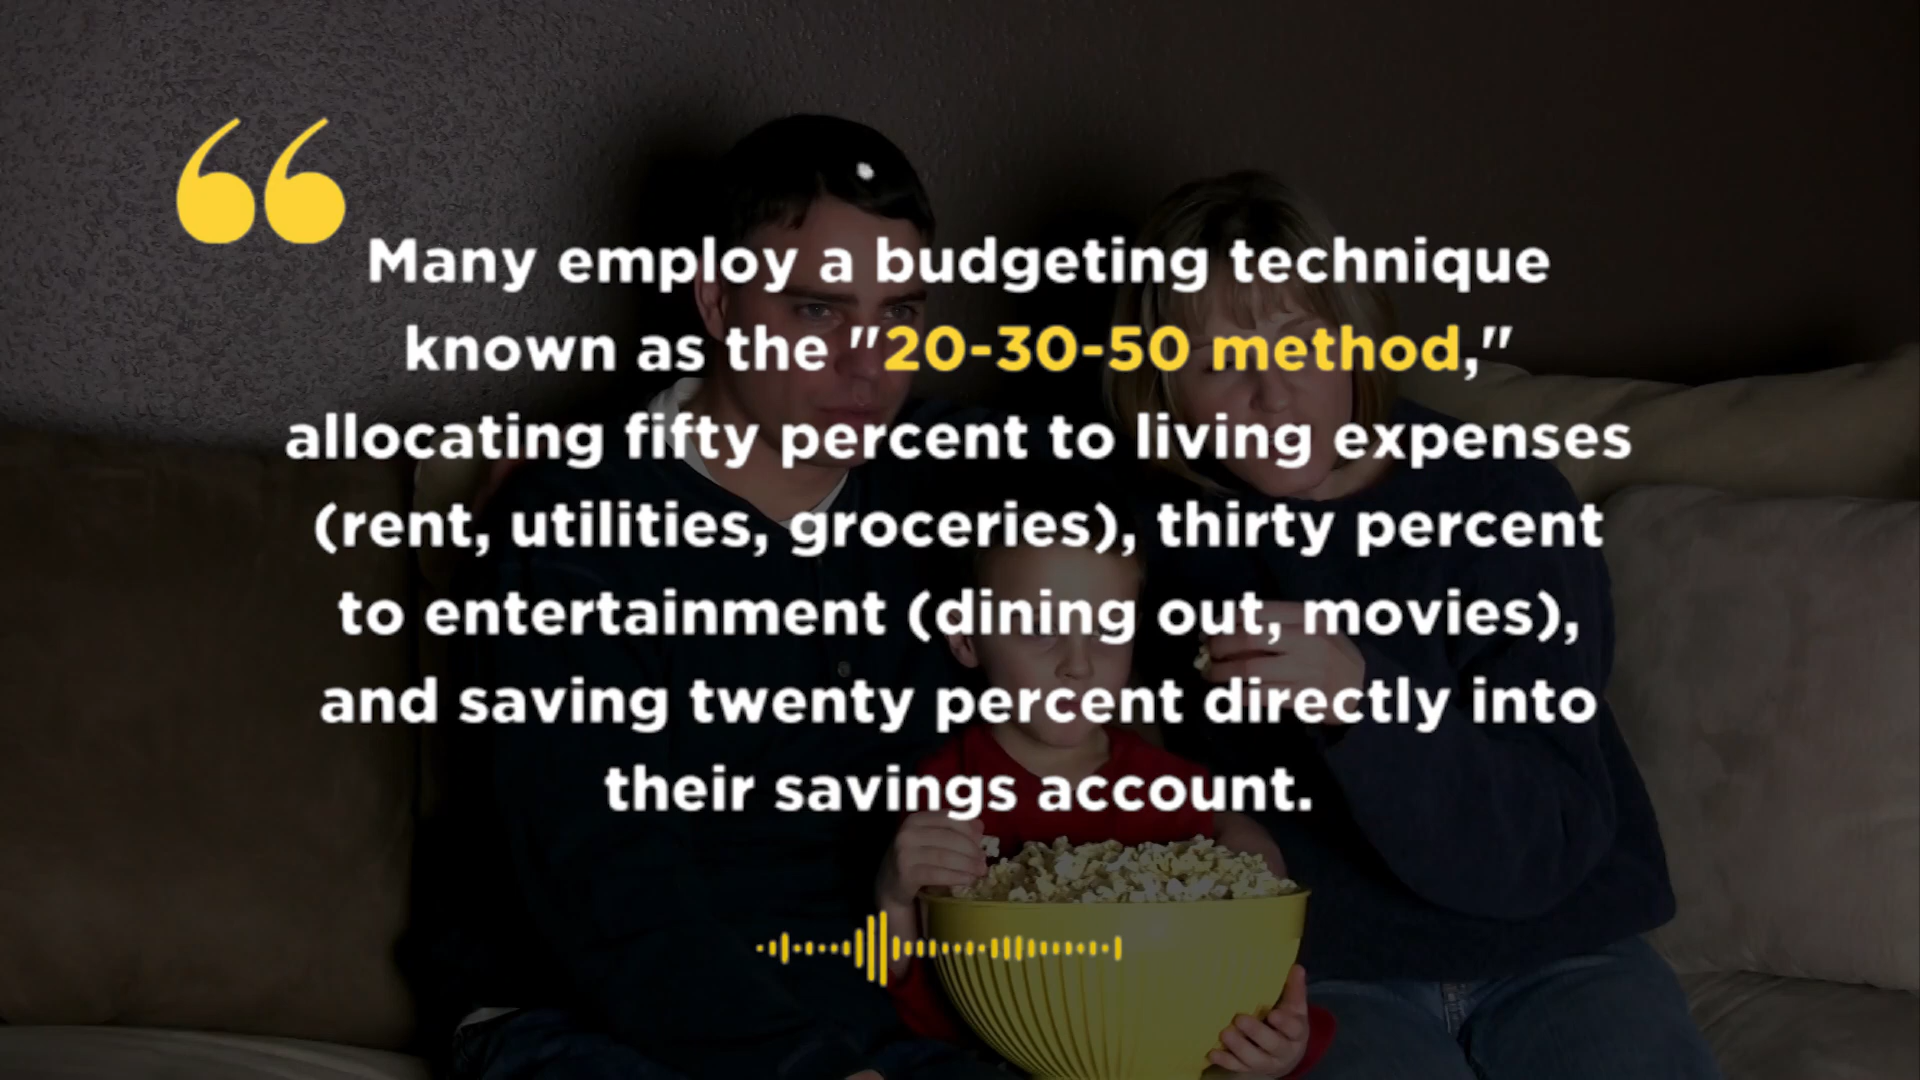 “
Many employ a budgeting technique
known as the "20-30-50 method,"
allocating fifty percent to living expenses
(rent, utilities, groceries), thirty percent
to entertainment (dining out, movies),
and saving twenty percent directly into
their savings account.